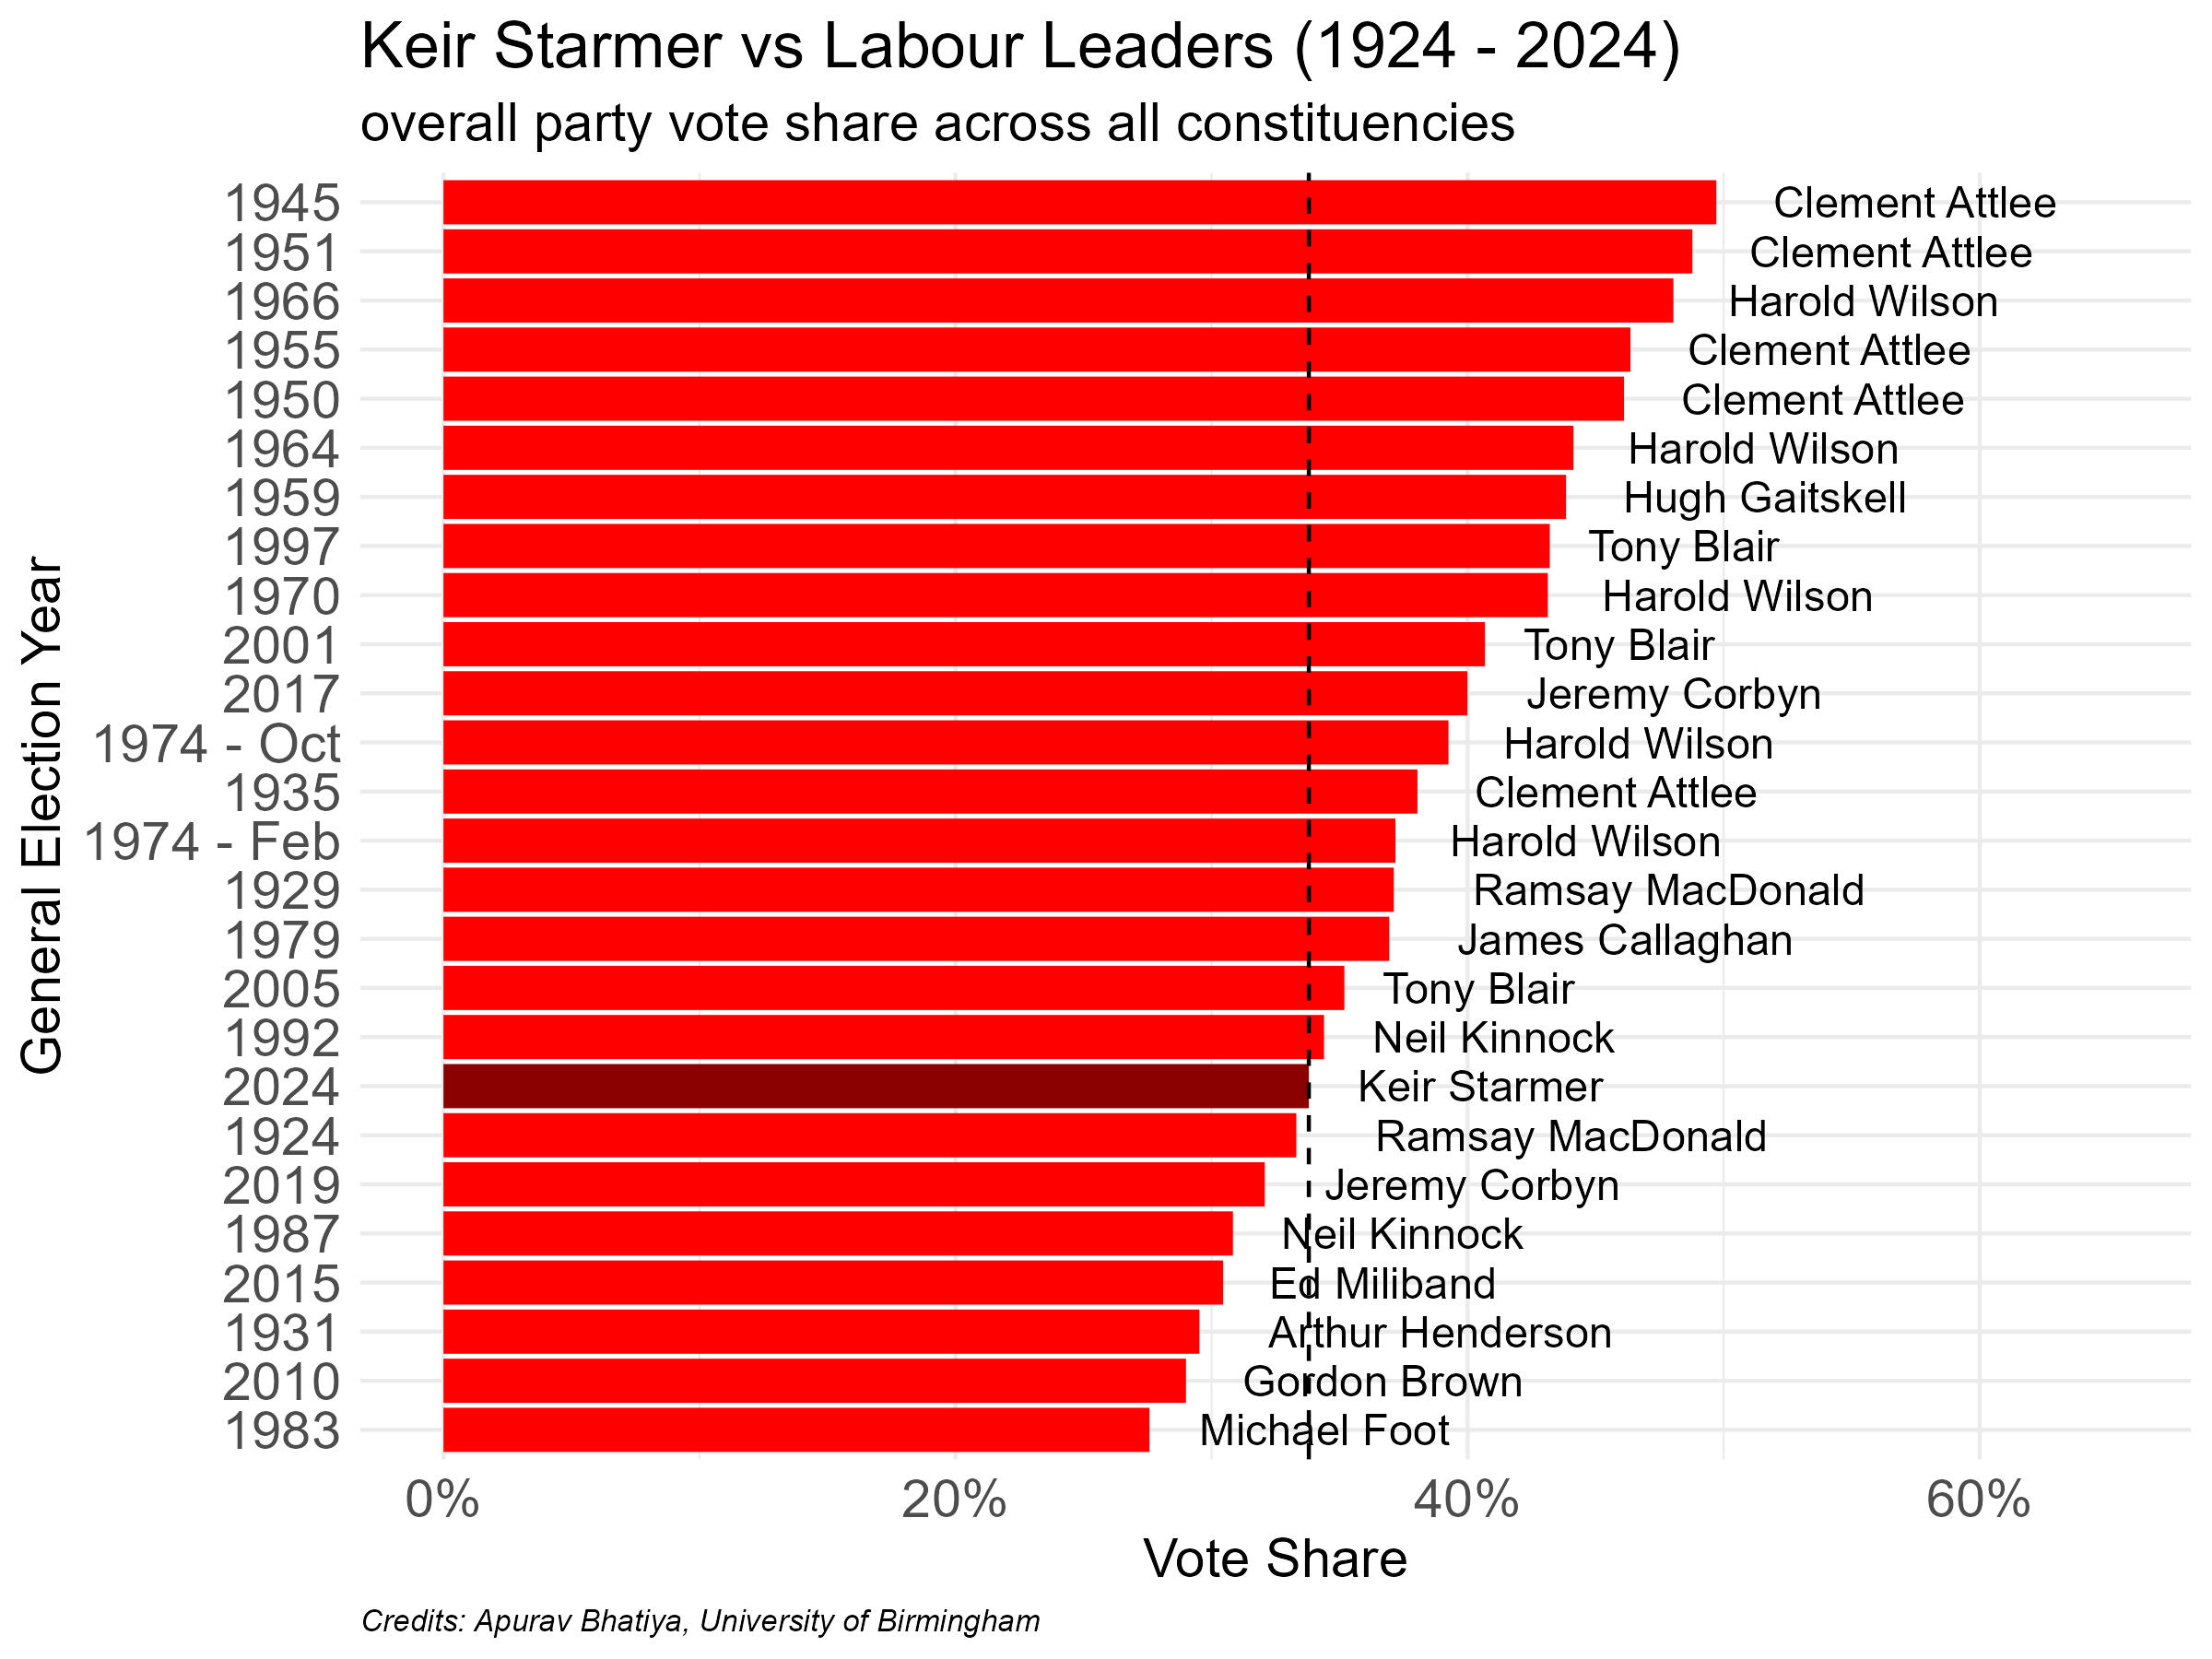 Keir Starmer vs Labour Leaders (1924 - 2024)
overall party vote share across all constituencies
General Election Year
1945 Clement Attlee
1951 Clement Attlee
1966 Harold Wilson
1955 Clement Attlee
1950 Clement Attlee
1964 Harold Wilson
1959 Hugh Gaitskell
1997 Tony Blair
1970 Harold Wilson
2001 Tony Blair
2017 Jeremy Corbyn
1974 - Oct Harold Wilson
1935 Clement Attlee
1974 - Feb Harold Wilson
1929 Ramsay MacDonald
1979 James Callaghan
2005 Tony Blair
1992 Neil Kinnock
2024 Keir Starmer
1924 Ramsay MacDonald
2019 Jeremy Corbyn
1987 Neil Kinnock
2015 Ed Miliband
1931 Arthur Henderson
2010 Gordon Brown
1983 Michael Foot
0% 20% 40% 60%
Vote Share
Credits: Apurav Bhatiya, University of Birmingham